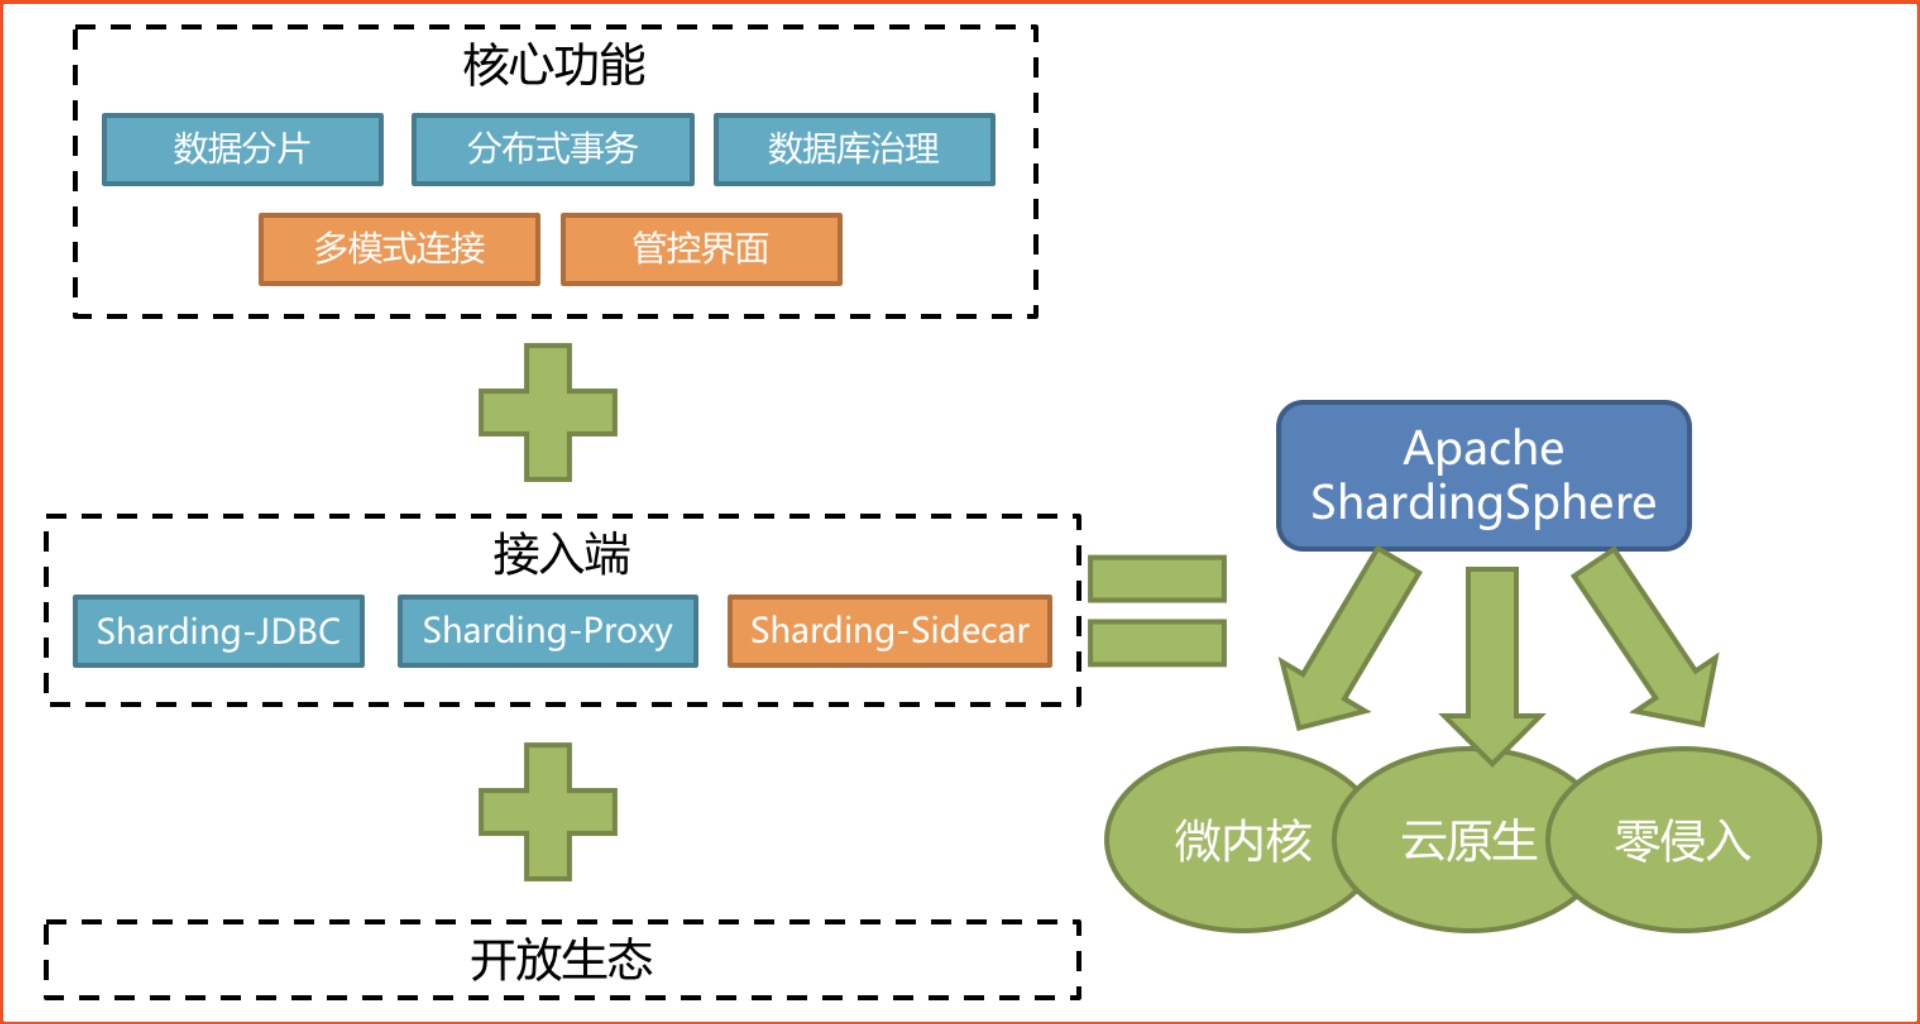 核心功能
数据分片
分布式事务
数据库治理
多模式连接
管控界面
接入端
Sharding-JDBC
Sharding-Proxy
Sharding-Sidecar
开放生态
Apache
ShardingSphere
微内核
云原生
零侵入